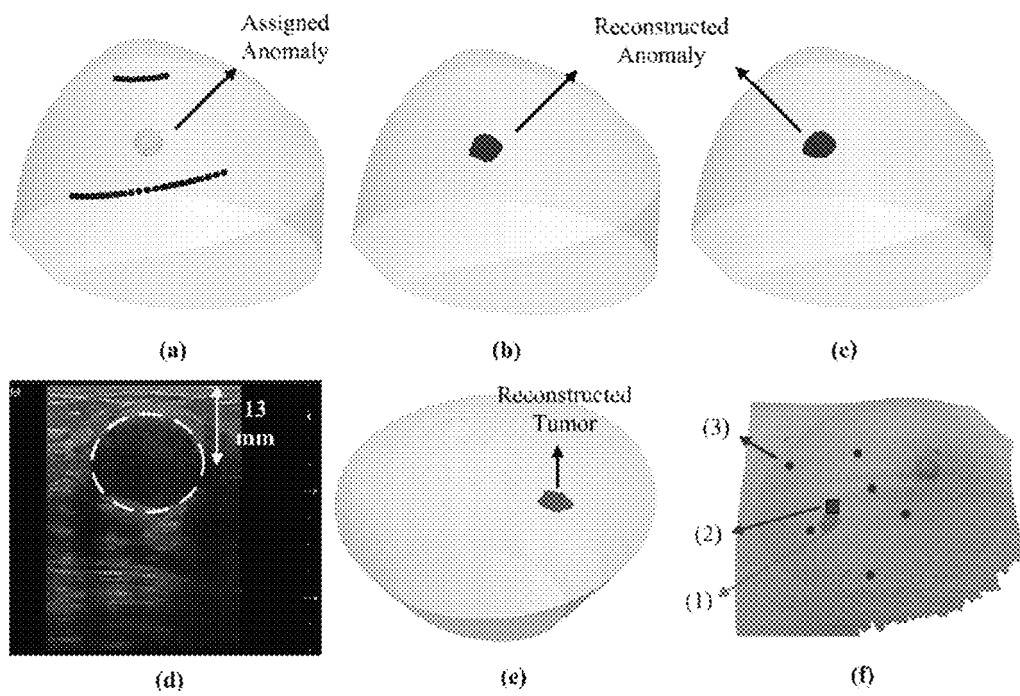 Assigned
Anomaly
Reconstructed
Anomaly
(a)
(b)
(c)
13
mm
Reconstructed
Tumor
(3)
(2)
(1)
(d)
(e)
(f)